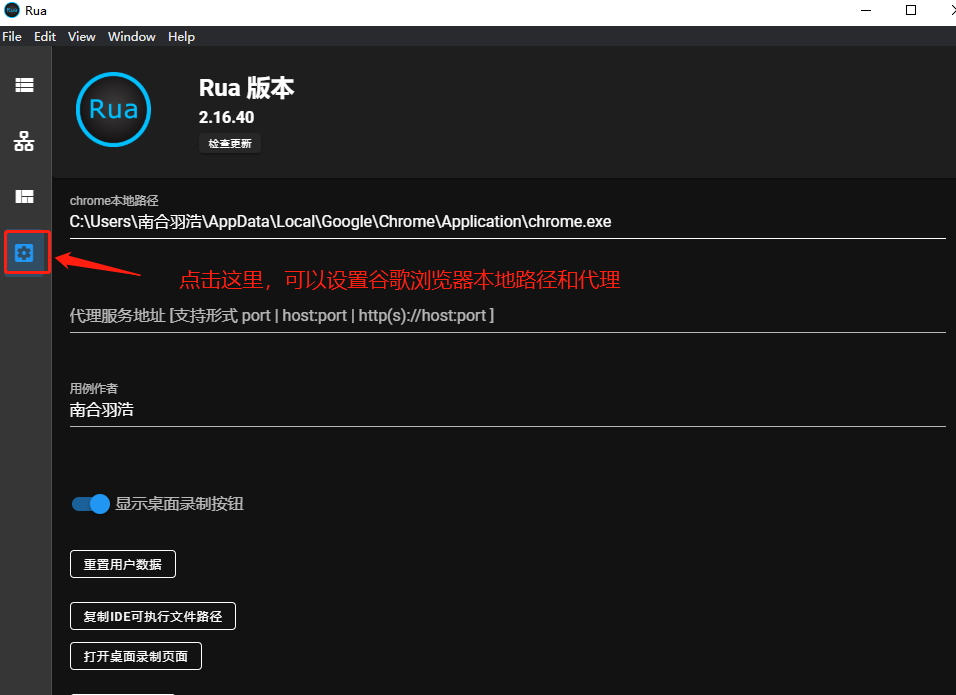 Rua
File Edit View Window Help
Rua
Rua 版本
2.16.40
检查更新
chrome本地路径
C:\Users\南合羽浩\AppData\Local\Google\Chrome\Application\chrome.exe
点击这里，可以设置谷歌浏览器本地路径和代理
代理服务地址 [支持形式 port | host:port | http(s)://host:port ]
用例作者
南合羽浩
显示桌面录制按钮
重置用户数据
复制IDE可执行文件路径
打开桌面录制页面